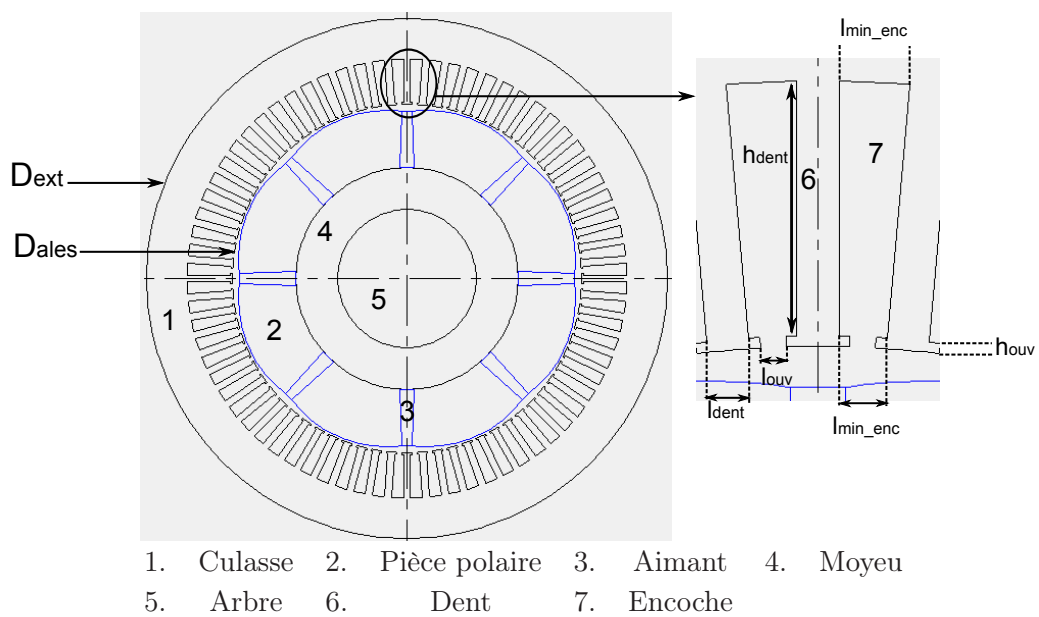 Dext
Dales
1
2
3
4
5
lmin_enc
hdent
6
7
houv
louv
ldent
lmin_enc
1. Culasse 2. Pièce polaire 3. Aimant 4. Moyeu
5. Arbre 6. Dent 7. Encoche